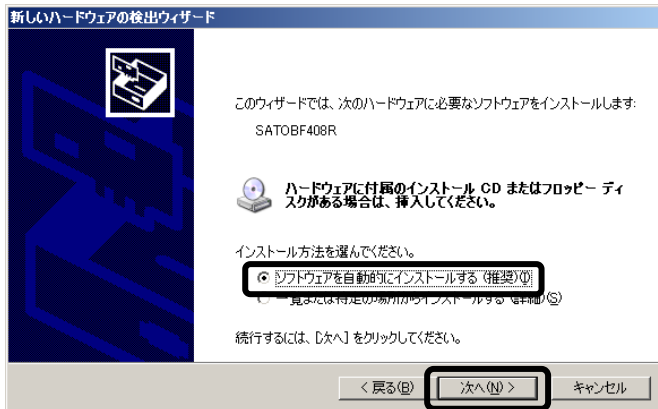 新しいハードウェアの検出ウィザード
このウィザードでは、次のハードウェアに必要なソフトウェアをインストールします:
SATOBF408R
ハードウェアに付属のインストール CD またはフロッピー ディ
スクがある場合は、挿入してください。
インストール方法を選んでください。
ソフトウェアを自動的にインストールする (推奨)(I)
一覧または特定の場所からインストールする (詳細)(S)
続行するには、[次へ] をクリックしてください。
< 戻る(B) 次へ(N) > キャンセル